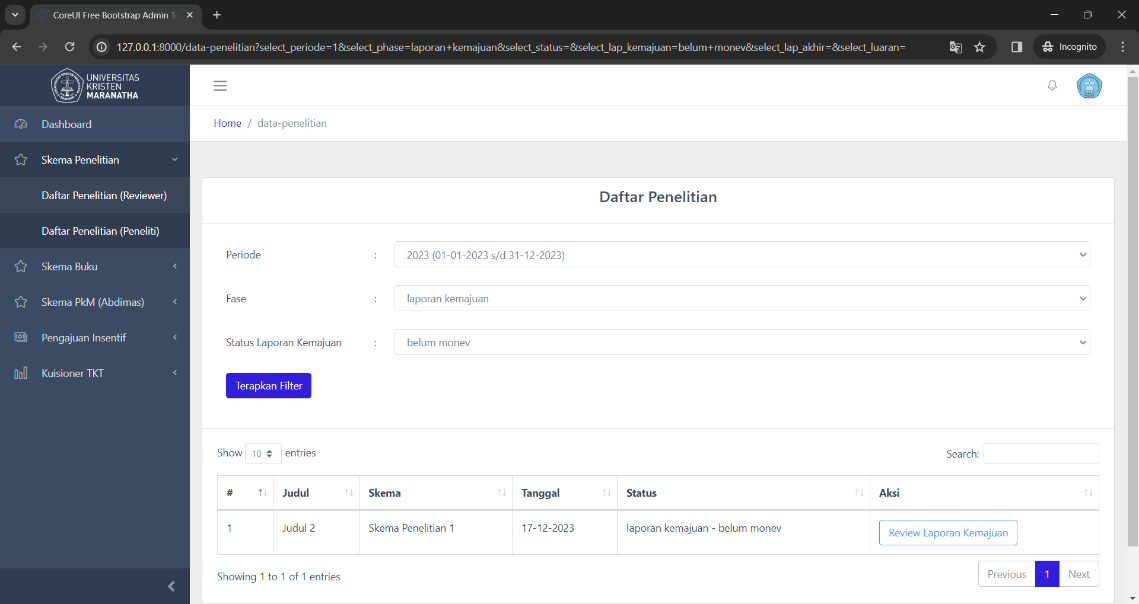 CoreUI Free Bootstrap Admin Te
127.0.0.1:8000/data-penelitian?select_periode=1&select_phase=laporan+kemajuan&select_status=&select_lap_kemajuan=belum+monev&select_lap_akhir=&select_luaran=
Incognito
UNIVERSITAS
KRISTEN
MARANATHA
Dashboard
Skema Penelitian
Daftar Penelitian (Reviewer)
Daftar Penelitian (Peneliti)
Skema Buku
Skema PkM (Abdimas)
Pengajuan Insentif
Kuisioner TKT
Home / data-penelitian
Daftar Penelitian
Periode : 2023 (01-01-2023 s/d 31-12-2023)
Fase : laporan kemajuan
Status Laporan Kemajuan : belum monev
Terapkan Filter
Show 10 entries Search:
# Judul Skema Tanggal Status Aksi
1 Judul 2 Skema Penelitian 1 17-12-2023 laporan kemajuan - belum monev Review Laporan Kemajuan
Showing 1 to 1 of 1 entries Previous 1 Next